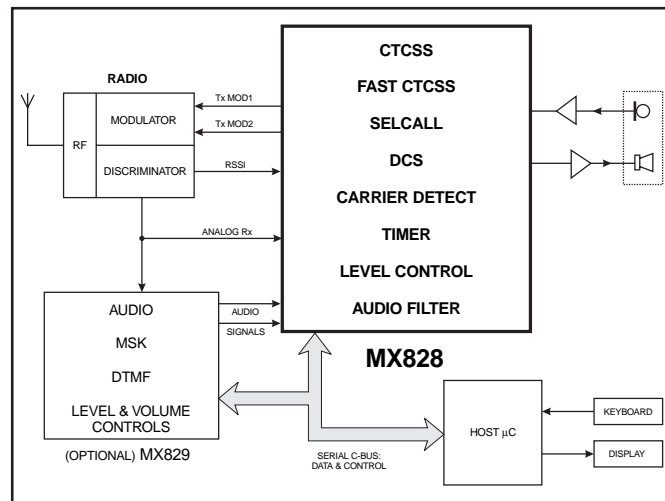 RADIO
RF
MODULATOR
DISCRIMINATOR
Tx MOD1
Tx MOD2
RSSI
ANALOG Rx
CTCSS
FAST CTCSS
SELCALL
DCS
CARRIER DETECT
TIMER
LEVEL CONTROL
AUDIO FILTER
MX828
AUDIO
MSK
DTMF
LEVEL & VOLUME
CONTROLS
(OPTIONAL) MX829
AUDIO
SIGNALS
SERIAL C-BUS:
DATA & CONTROL
HOST µC
KEYBOARD
DISPLAY